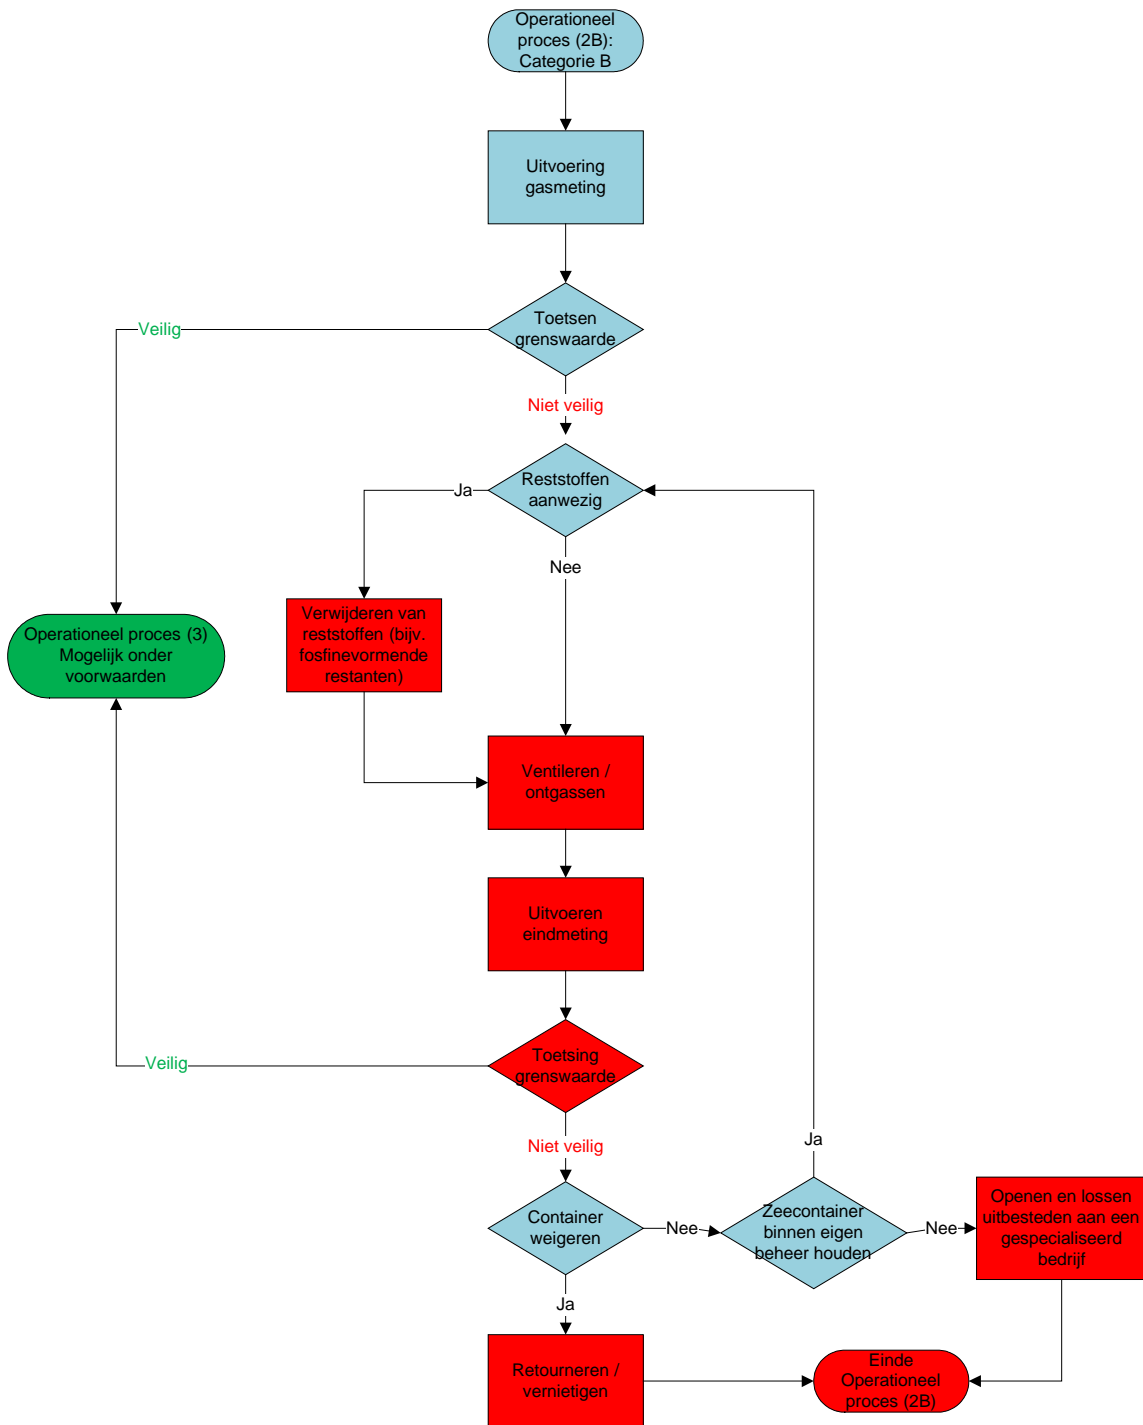 Operationeel
proces (2B):
Categorie B
Uitvoering
gasmeting
Toetsen
grenswaarde
Veilig
Niet veilig
Reststoffen
aanwezig
Ja
Nee
Verwijderen van
reststoffen (bijv.
fosfinevormende
restanten)
Operationeel proces (3)
Mogelijk onder
voorwaarden
Ventileren /
ontgassen
Uitvoeren
eindmeting
Toetsing
grenswaarde
Veilig
Niet veilig
Container
weigeren
Nee
Zeecontainer
binnen eigen
beheer houden
Ja
Nee
Openen en lossen
uitbesteden aan een
gespecialiseerd
bedrijf
Ja
Retourneren /
vernietigen
Einde
Operationeel
proces (2B)